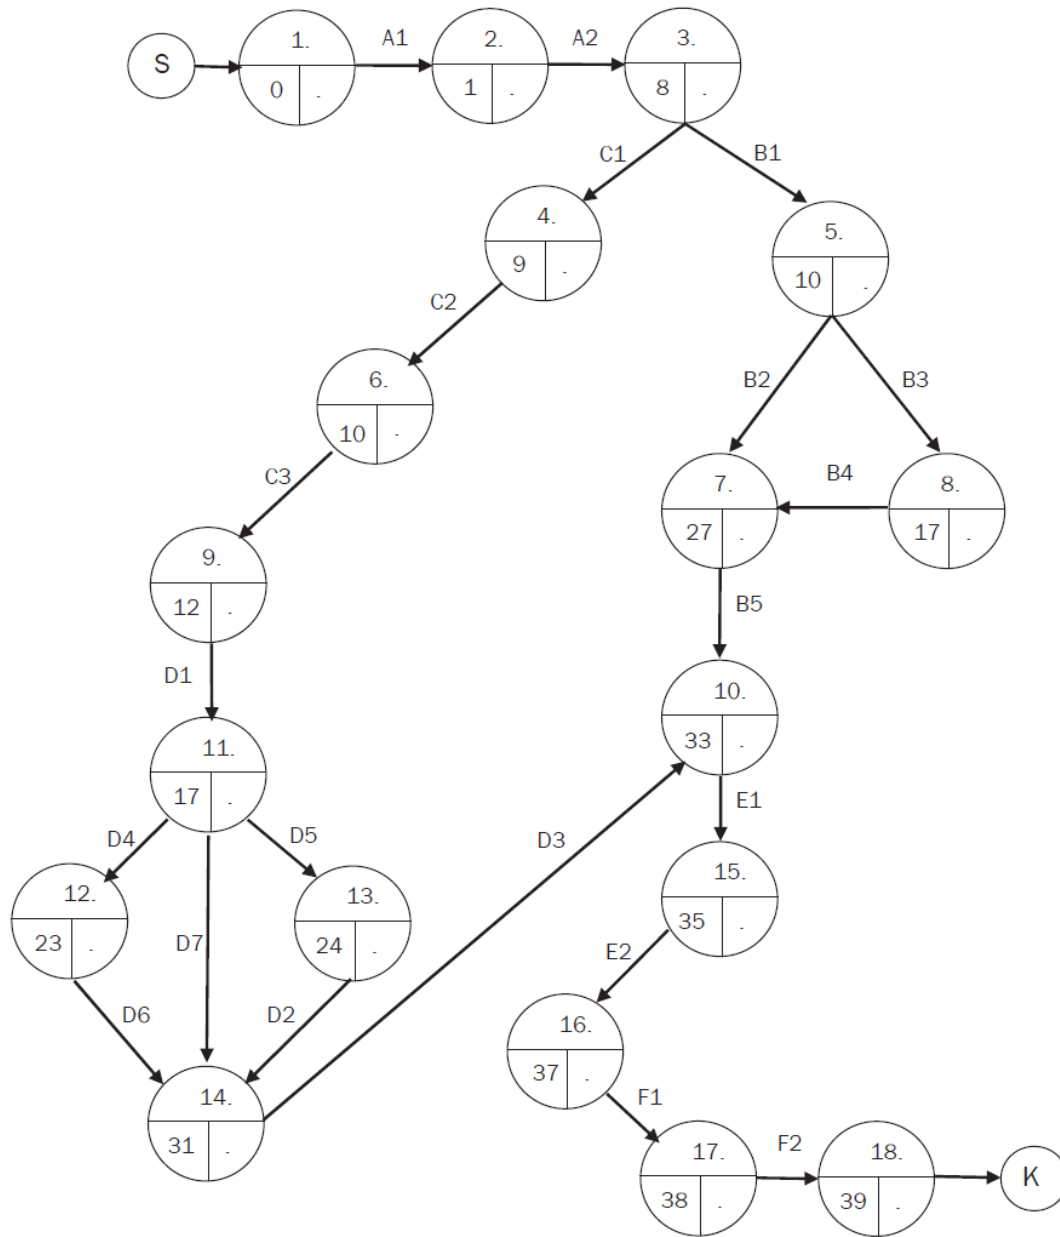 S
1.
0 .
A1
2.
1 .
A2
3.
8 .
C1
B1
4.
9 .
5.
10 .
C2
B2
B3
6.
10 .
C3
7.
27 .
B4
8.
17 .
9.
12 .
B5
D1
10.
33 .
11.
17 .
E1
D4
D5
D3
12.
23 .
D7
13.
24 .
15.
35 .
D6
D2
E2
16.
37 .
14.
31 .
F1
17.
38 .
F2
18.
39 .
K